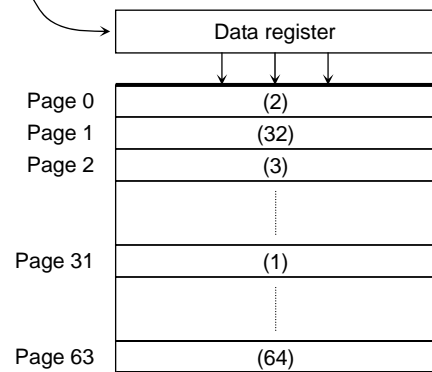 Data register
Page 0 (2)
Page 1 (32)
Page 2 (3)
Page 31 (1)
Page 63 (64)